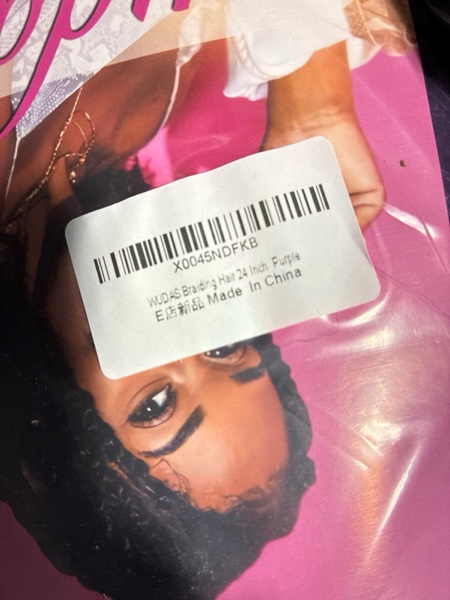 X0045NDFKB
WUDAS Braiding Hair 24 Inch Purple
E店新品 Made In China